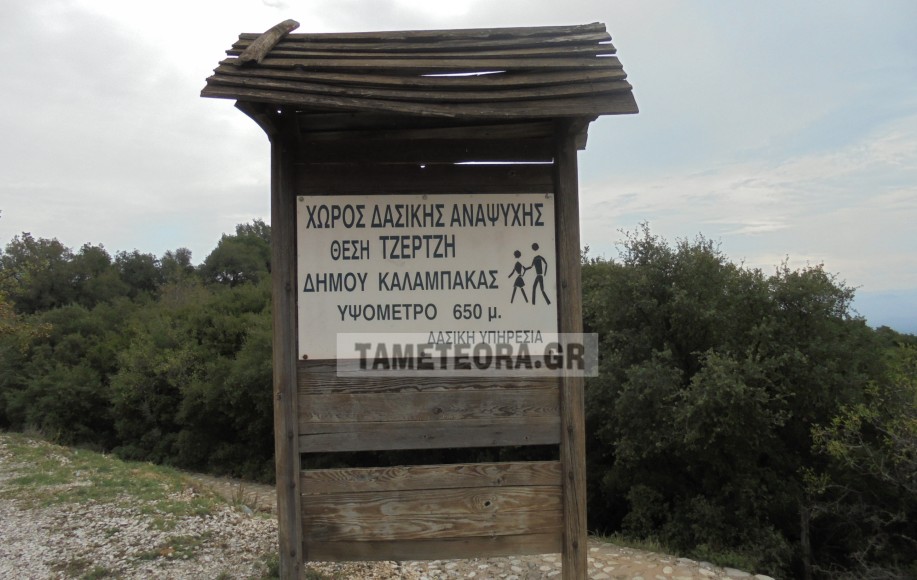 ΧΩΡΟΣ ΔΑΣΙΚΗΣ ΑΝΑΨΥΧΗΣ
ΘΕΣΗ ΤΖΕΡΤΖΗ
ΔΗΜΟΥ ΚΑΛΑΜΠΑΚΑΣ
ΥΨΟΜΕΤΡΟ 650 μ.
ΔΑΣΙΚΗ ΥΠΗΡΕΣΙΑ
TAMETEORA.GR